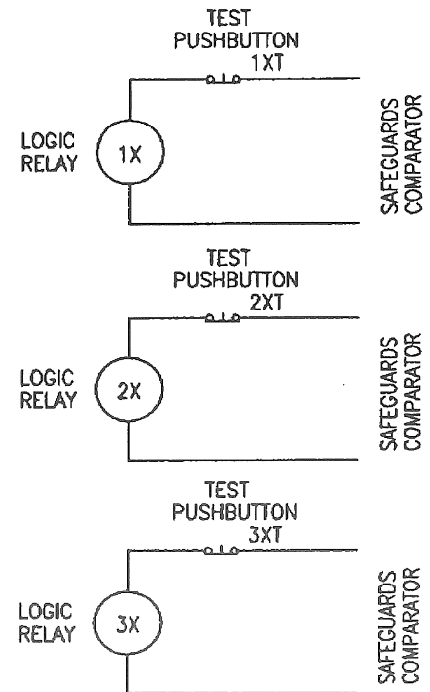 TEST
PUSHBUTTON
1XT
LOGIC
RELAY
1X
SAFEGUARDS
COMPARATOR
TEST
PUSHBUTTON
2XT
LOGIC
RELAY
2X
SAFEGUARDS
COMPARATOR
TEST
PUSHBUTTON
3XT
LOGIC
RELAY
3X
SAFEGUARDS
COMPARATOR